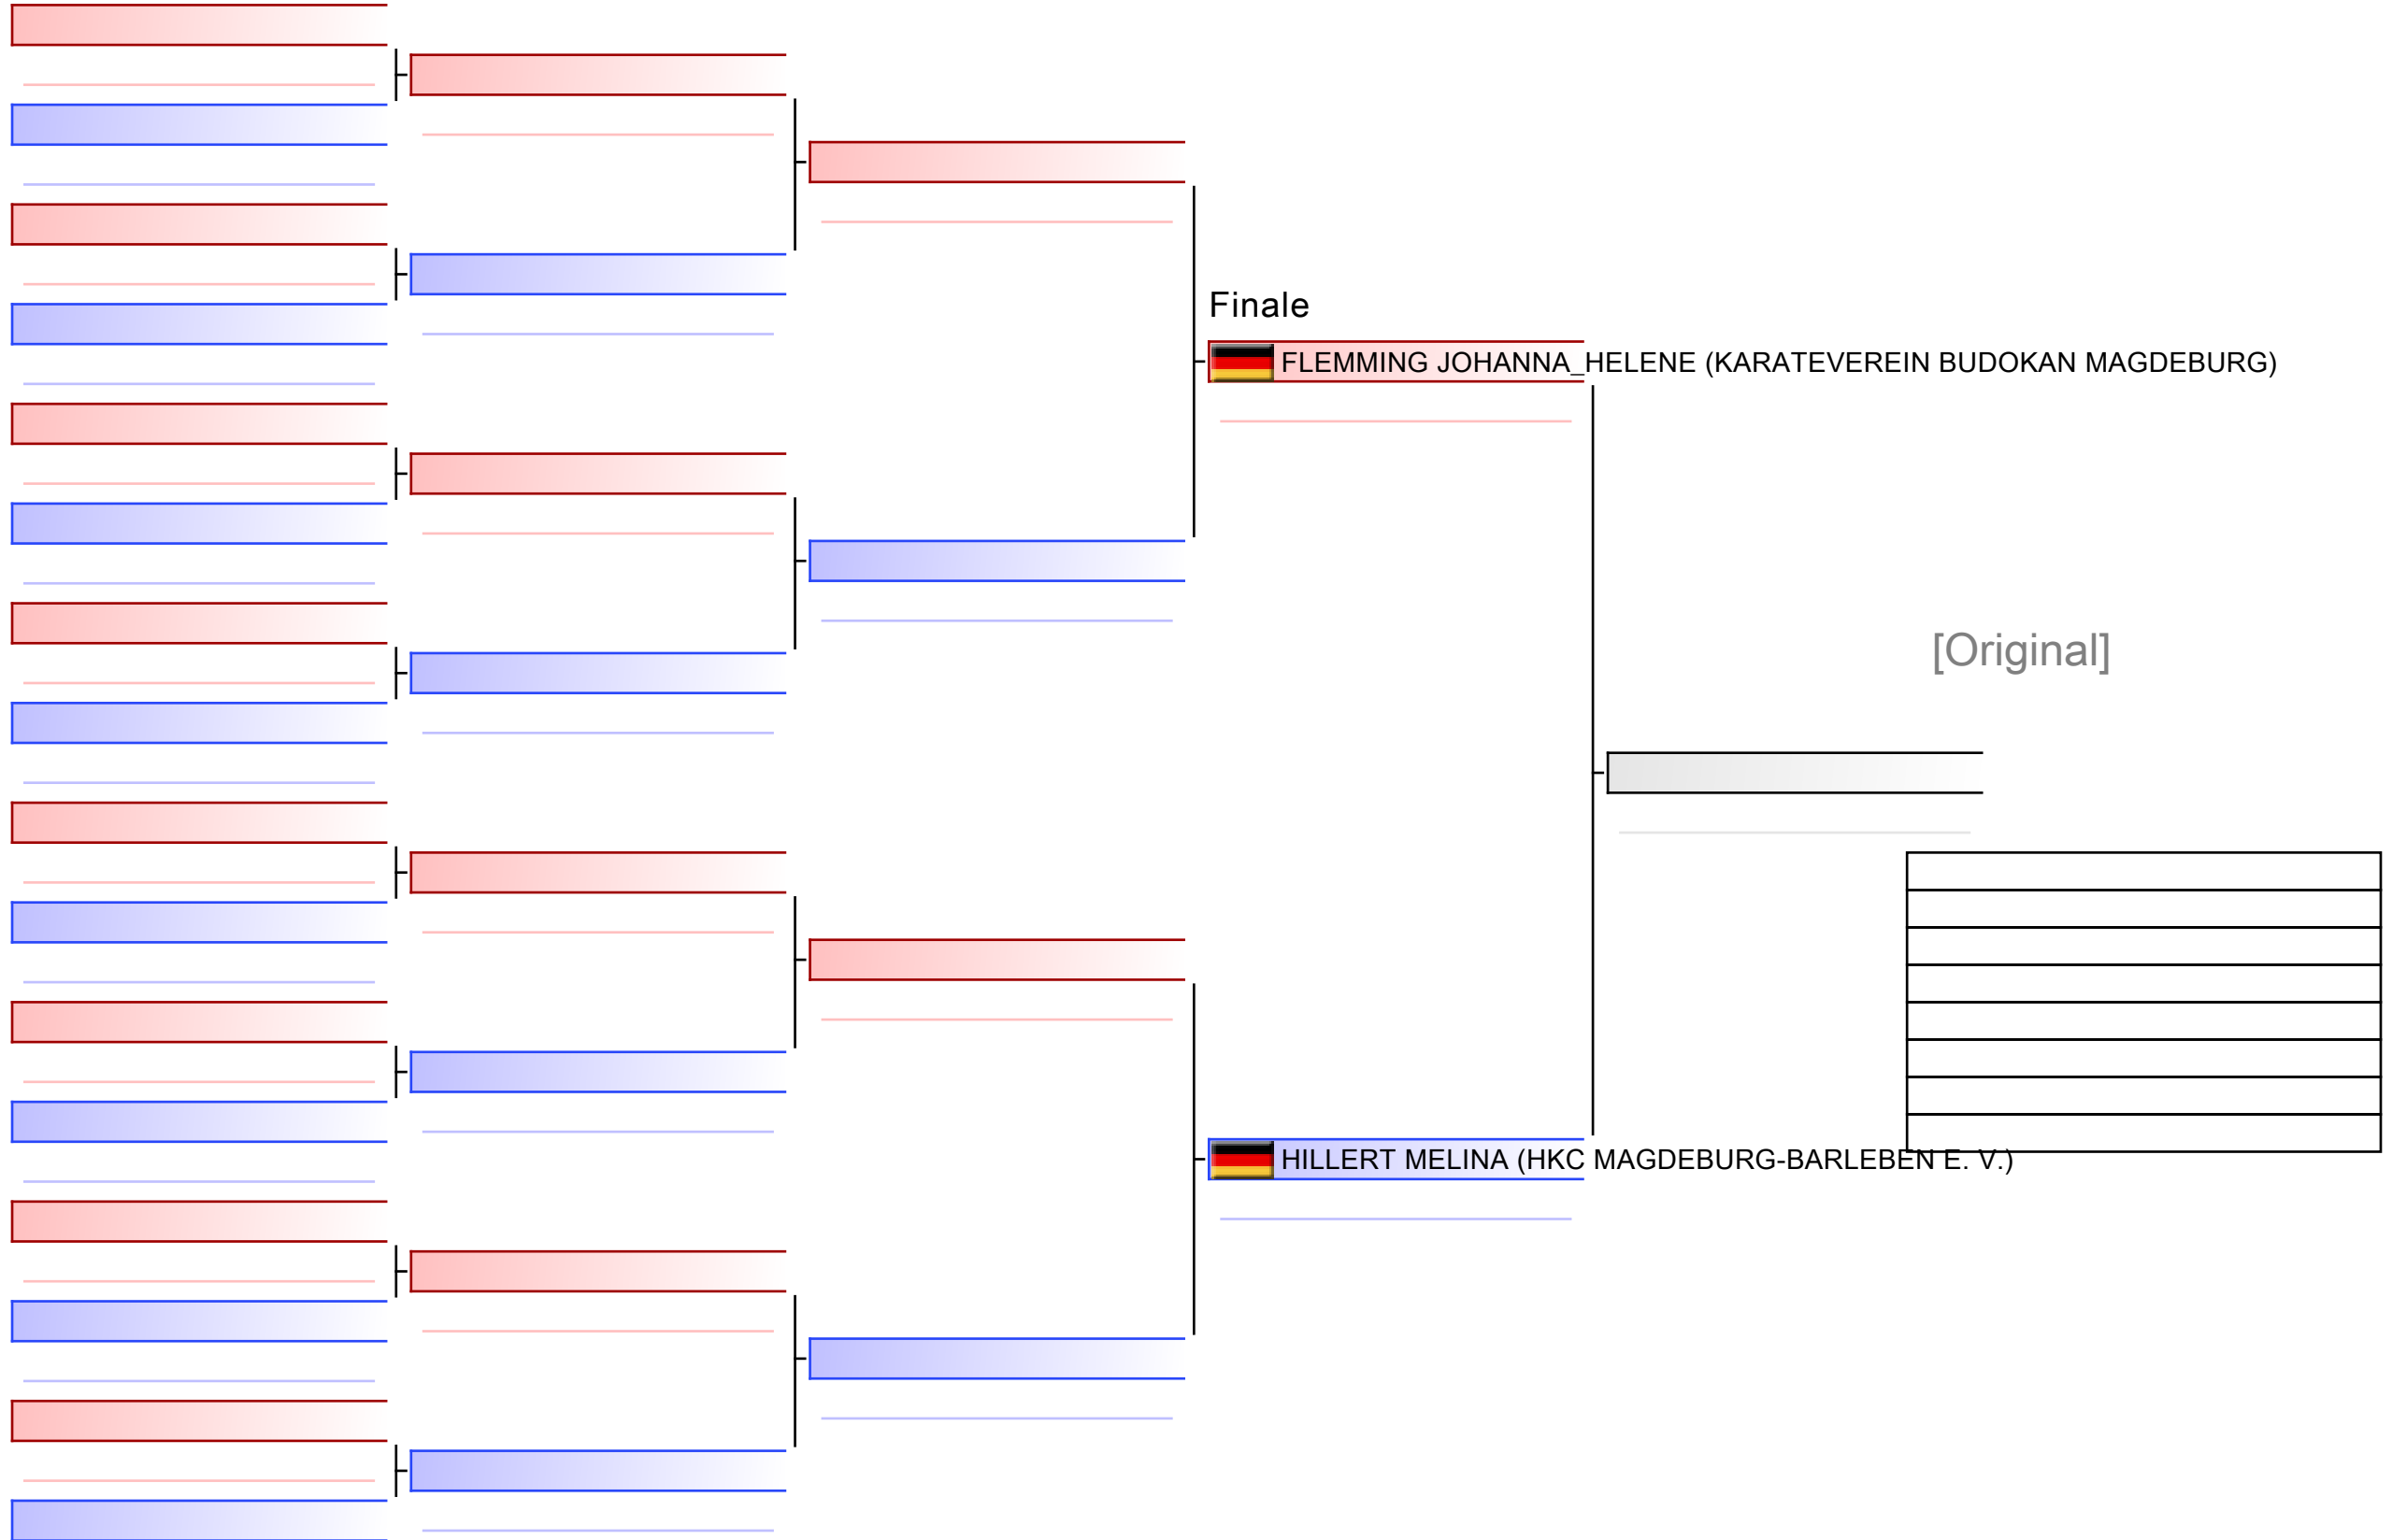 Finale
FLEMMING JOHANNA_HELENE (KARATEVEREIN BUDOKAN MAGDEBURG)
[Original]
HILLERT MELINA (HKC MAGDEBURG-BARLEBEN E. V.)